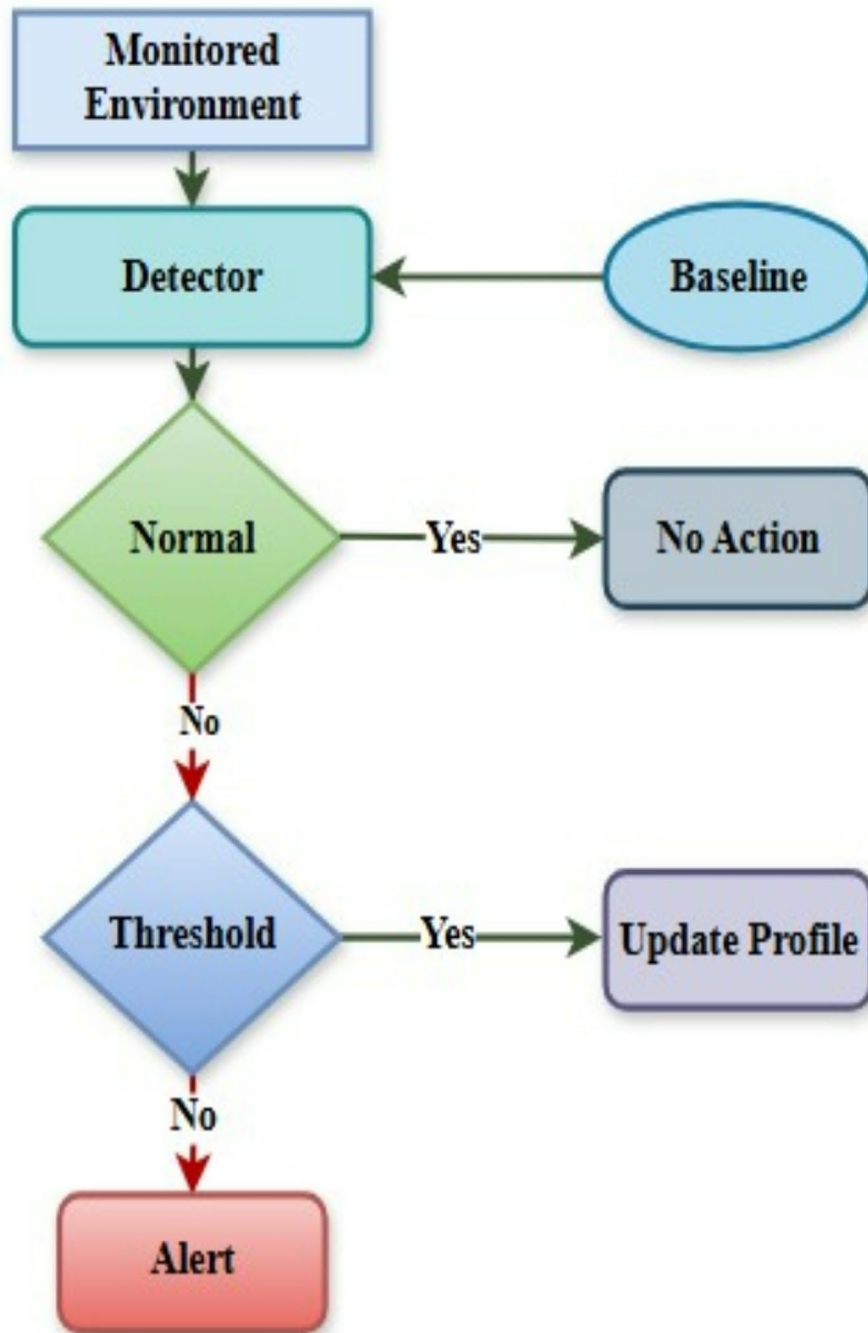 Monitored
Environment
Detector
Baseline
Normal
Yes
No Action
No
Threshold
Yes
Update Profile
No
Alert